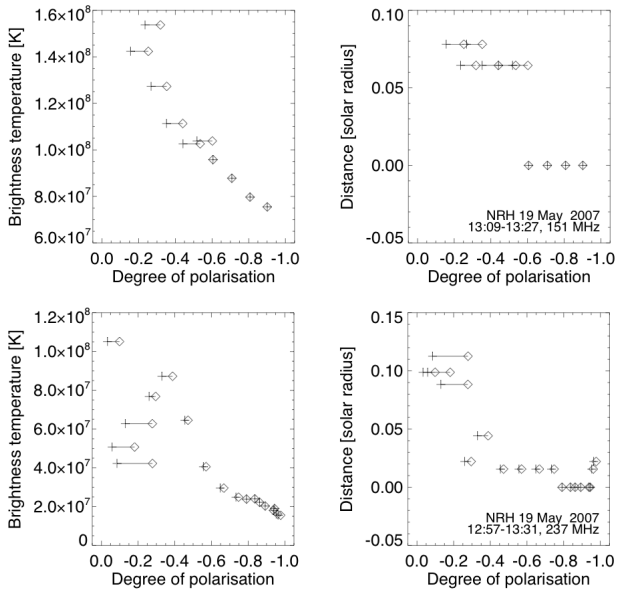 Brightness temperature [K]
1.6×10⁸
1.4×10⁸
1.2×10⁸
1.0×10⁸
8.0×10⁷
6.0×10⁷
0.0 -0.2 -0.4 -0.6 -0.8 -1.0
Degree of polarisation
Distance [solar radius]
0.10
0.05
0.00
-0.05
NRH 19 May 2007
13:09-13:27, 151 MHz
0.0 -0.2 -0.4 -0.6 -0.8 -1.0
Degree of polarisation
Brightness temperature [K]
1.2×10⁸
1.0×10⁸
8.0×10⁷
6.0×10⁷
4.0×10⁷
2.0×10⁷
0
0.0 -0.2 -0.4 -0.6 -0.8 -1.0
Degree of polarisation
Distance [solar radius]
0.15
0.10
0.05
0.00
-0.05
NRH 19 May 2007
12:57-13:31, 237 MHz
0.0 -0.2 -0.4 -0.6 -0.8 -1.0
Degree of polarisation